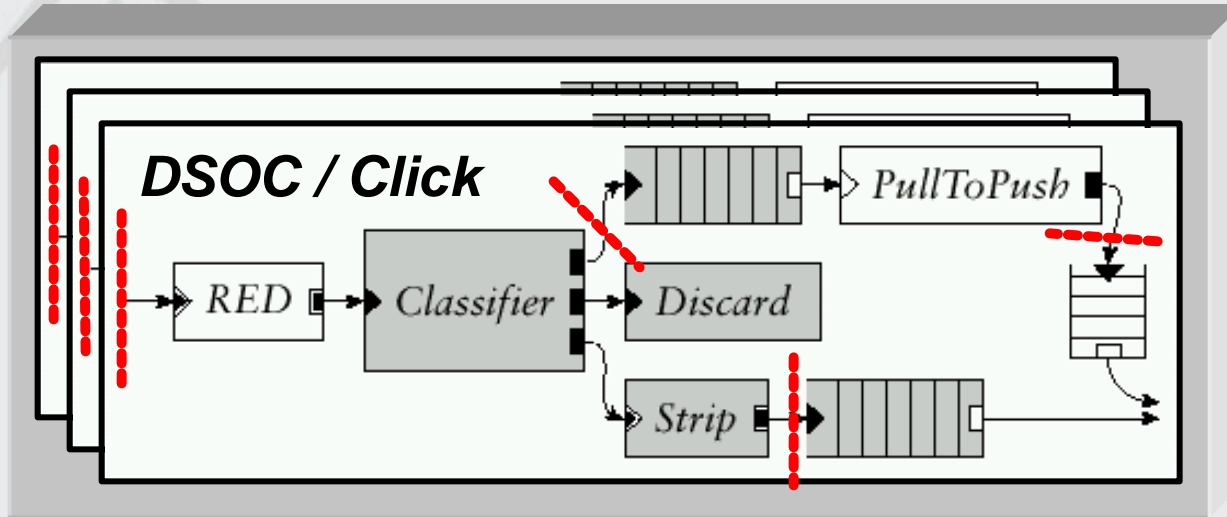 DSOC / Click
PullToPush
RED
Classifier
Discard
Strip